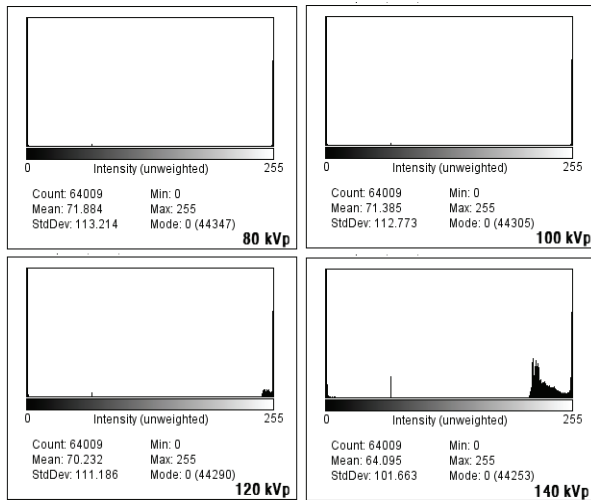 0 Intensity (unweighted) 255
Count: 64009 Min: 0
Mean: 71.884 Max: 255
StdDev: 113.214 Mode: 0 (44347)
80 kVp
0 Intensity (unweighted) 255
Count: 64009 Min: 0
Mean: 71.385 Max: 255
StdDev: 112.773 Mode: 0 (44305)
100 kVp
0 Intensity (unweighted) 255
Count: 64009 Min: 0
Mean: 70.232 Max: 255
StdDev: 111.186 Mode: 0 (44290)
120 kVp
0 Intensity (unweighted) 255
Count: 64009 Min: 0
Mean: 64.095 Max: 255
StdDev: 101.663 Mode: 0 (44253)
140 kVp